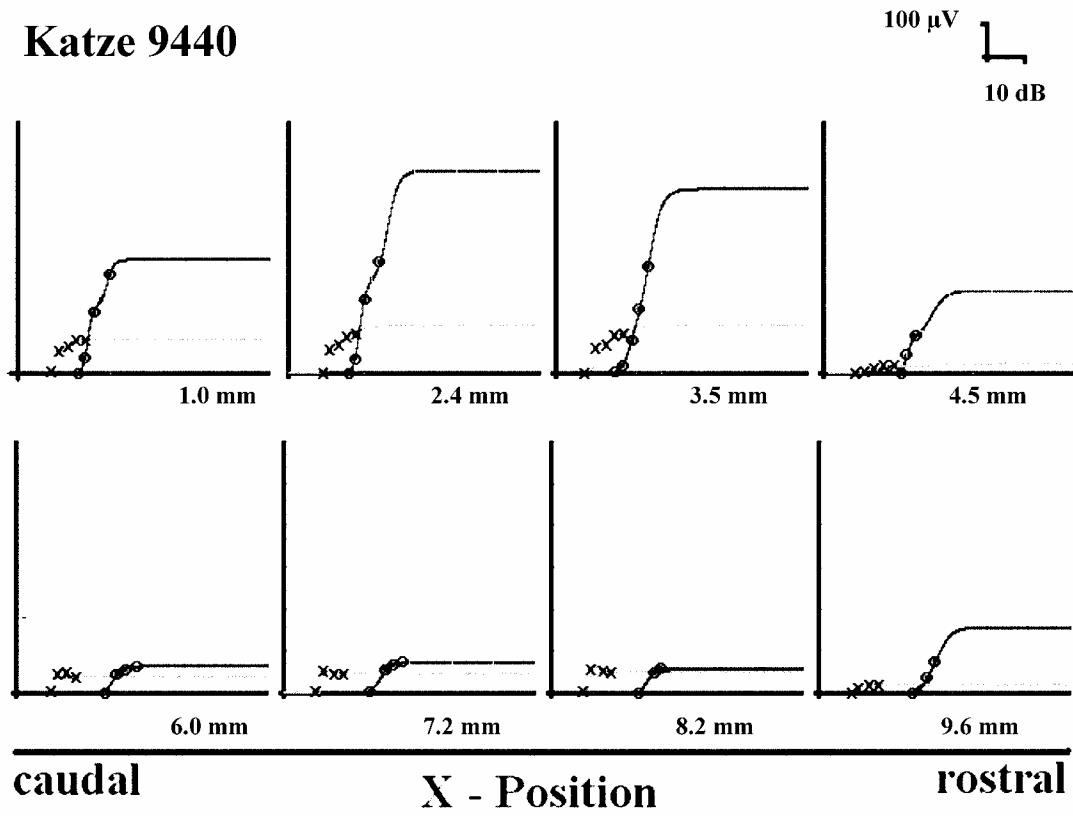 Katze 9440
100 µV
10 dB
1.0 mm
2.4 mm
3.5 mm
4.5 mm
6.0 mm
7.2 mm
8.2 mm
9.6 mm
caudal
X - Position
rostral